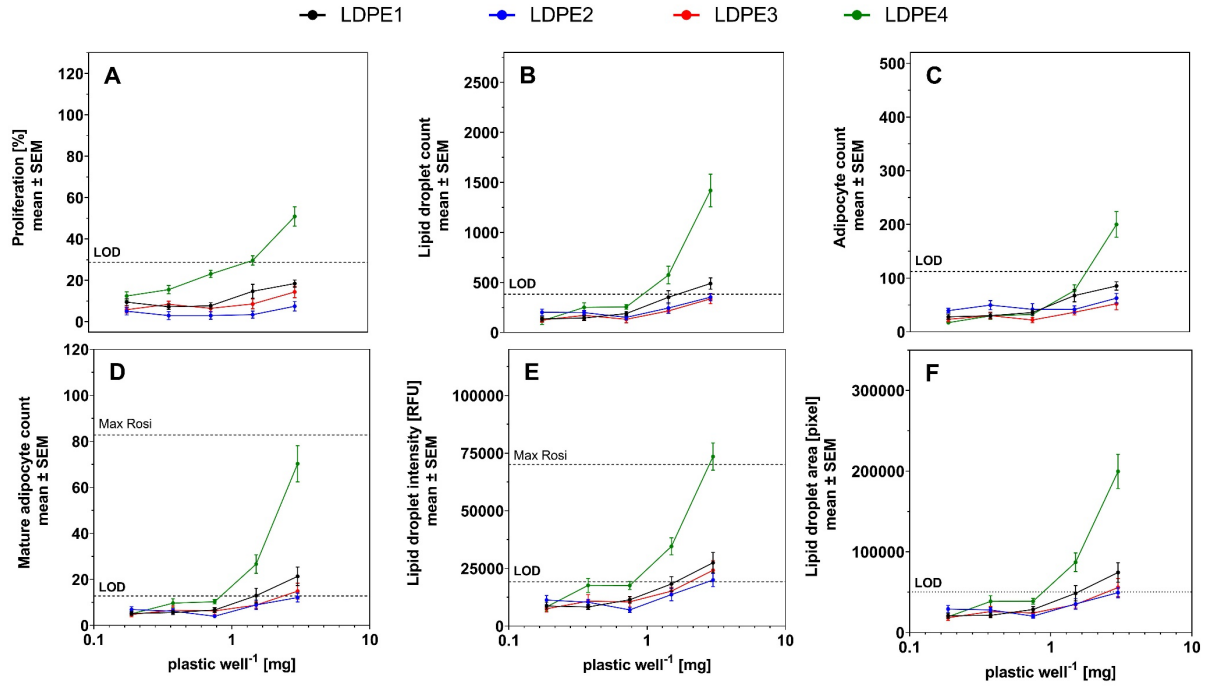 LDPE1 LDPE2 LDPE3 LDPE4
A
Proliferation [%]
mean ± SEM
120
100
80
60
40
20
0
LOD
B
Lipid droplet count
mean ± SEM
2500
2000
1500
1000
500
0
LOD
C
Adipocyte count
mean ± SEM
500
400
300
200
100
0
LOD
D
Mature adipocyte count
mean ± SEM
120
100
80
60
40
20
0
Max Rosi
LOD
0.1 1 10
plastic well⁻¹ [mg]
E
Lipid droplet intensity [RFU]
mean ± SEM
100000
75000
50000
25000
0
Max Rosi
LOD
0.1 1 10
plastic well⁻¹ [mg]
F
Lipid droplet area [pixel]
mean ± SEM
300000
200000
100000
0
LOD
0.1 1 10
plastic well⁻¹ [mg]